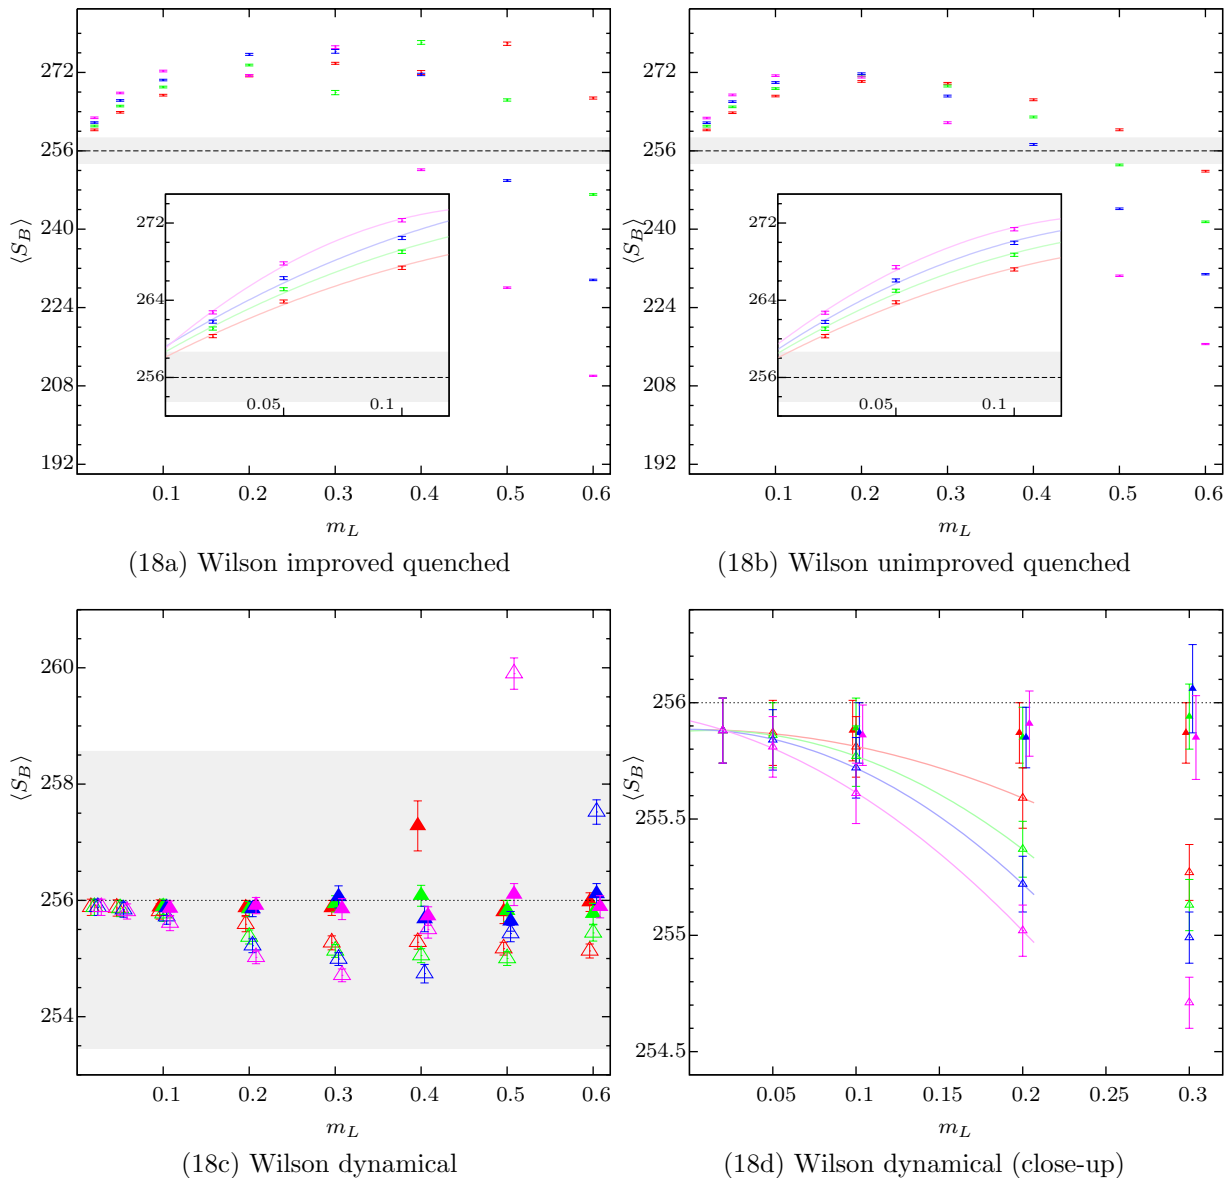 272
256
240
224
208
192
⟨S_B⟩
272
264
256
0.05
0.1
0.1 0.2 0.3 0.4 0.5 0.6
m_L
(18a) Wilson improved quenched
272
256
240
224
208
192
⟨S_B⟩
272
264
256
0.05
0.1
0.1 0.2 0.3 0.4 0.5 0.6
m_L
(18b) Wilson unimproved quenched
260
258
256
254
⟨S_B⟩
0.1 0.2 0.3 0.4 0.5 0.6
m_L
(18c) Wilson dynamical
256
255.5
255
254.5
⟨S_B⟩
0.05 0.1 0.15 0.2 0.25 0.3
m_L
(18d) Wilson dynamical (close-up)